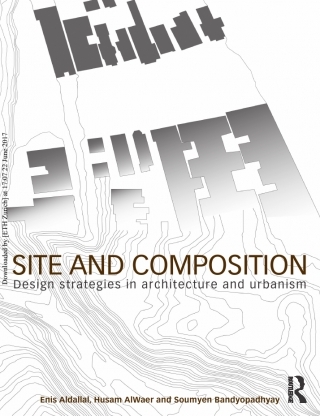 Downloaded by [ETH Zurich] at 17:07:22 June 2017
SITE AND COMPOSITION
Design strategies in architecture and urbanism
Enis Aldallal, Husam AlWaer and Soumyen Bandyopadhyay
ROUTLEDGE